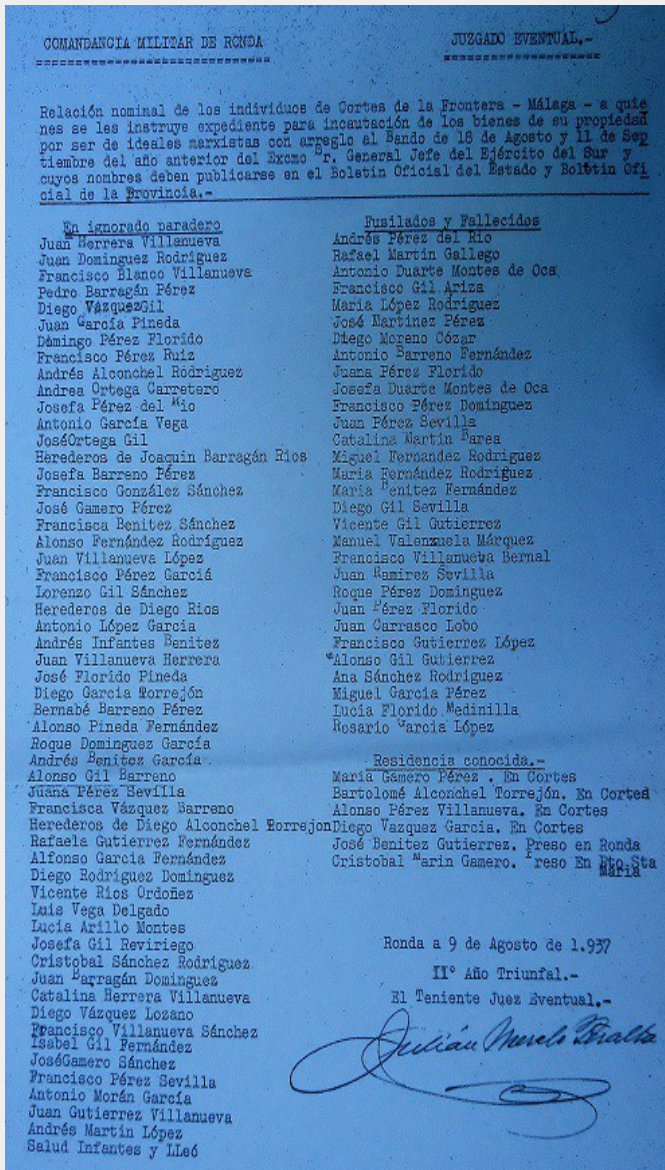 COMANDANCIA MILITAR DE RONDA
JUZGADO EVENTUAL.-
Relación nominal de los individuos de Cortes de la Frontera - Málaga - a quie
nes se les instruye expediente para incautación de los bienes de su propiedad
por ser de ideales marxistas con arreglo al Bando de 18 de Agosto y 11 de Sep
tiembre del año anterior del Excmo Sr. General Jefe del Ejército del Sur y
cuyos nombres deben publicarse en el Boletin Oficial del Estado y Boletin Ofi
cial de la Provincia.-
En ignorado paradero
Juan Herrera Villanueva
Juan Dominguez Rodriguez
Francisco Blanco Villanueva
Pedro Barragán Pérez
Diego VázquezGil
Juan García Pineda
Dámingo Pérez Florido
Francisco Pérez Ruiz
Andrés Alconchel Rodriguez
Andrea Ortega Carretero
Josefa Pérez del Rio
Antonio García Vega
JoséOrtega Gil
Herederos de Joaquin Barragán Rios
Josefa Barreno Pérez
Francisco González Sánchez
José Gamero Pérez
Francisca Benitez Sánchez
Alonso Fernández Rodríguez
Juan Villanueva López
Francisco Pérez Garciá
Lorenzo Gil Sánchez
Herederos de Diego Rios
Antonio López Garcia
Andrés Infantes Benitez
Juan Villanueva Herrera
José Florido Pineda
Diego Garcia Torrejón
Bernabé Barreno Pérez
Alonso Pineda Fernández
Roque Dominguez García
Andrés Benitez García
Alonso Gil Barreno
Juana Pérez Sevilla
Francisca Vázquez Barreno
Herederos de Diego Alconchel Torrejon
Rafaela Gutierrez Fernández
Alfonso Garcia Fernández
Diego Rodriguez Dominguez
Vicente Rios Ordoñez
Luis Vega Delgado
Lucia Arillo Montes
Josefa Gil Reviriego
Cristobal Sánchez Rodriguez
Juan Barragán Dominguez
Catalina Herrera Villanueva
Diego Vázquez Lozano
Francisco Villanueva Sánchez
Isabel Gil Fernández
JoséGamero Sánchez
Francisco Pérez Sevilla
Antonio Morán García
Juan Gutierrez Villanueva
Andrés Martin López
Salud Infantes y LLeó
Fusilados y Fallecidos
Andrés Pérez del Rio
Rafael Martin Gallego
Antonio Duarte Montes de Oca
Francisco Gil Ariza
Maria López Rodriguez
José Martinez Pérez
Diego Moreno Cózar
Antonio Barreno Fernández
Juana Pérez Florido
Josefa Duarte Montes de Oca
Francisco Pérez Dominguez
Juan Pérez Sevilla
Catalina Martin Barea
Miguel Fernandez Rodriguez
Maria Fernández Rodriguez
Maria Benitez Fernández
Diego Gil Sevilla
Vicente Gil Gutierrez
Manuel Valenzuela Márquez
Francisco Villanueba Bernal
Juan Ramirez Sevilla
Roque Pérez Dominguez
Juan Pérez Florido
Juan Carrasco Lobo
Francisco Gutierrez López
Alonso Gil Gutierrez
Ana Sánchez Rodriguez
Miguel Garcia Pérez
Lucia Florido Medinilla
Rosario Garcia López
Residencia conocida.-
Maria Gamero Pérez . En Cortes
Bartolomé Alconchel Torrejón. En Cortes
Alonso Pérez Villanueva. En Cortes
Diego Vazquez Garcia. En Cortes
José Benitez Gutierrez. Preso en Ronda
Cristobal Marin Gamero. Preso En Pto.Sta
Maria
Ronda a 9 de Agosto de 1.937
IIº Año Triunfal.-
El Teniente Juez Eventual.-
Julián Peralta